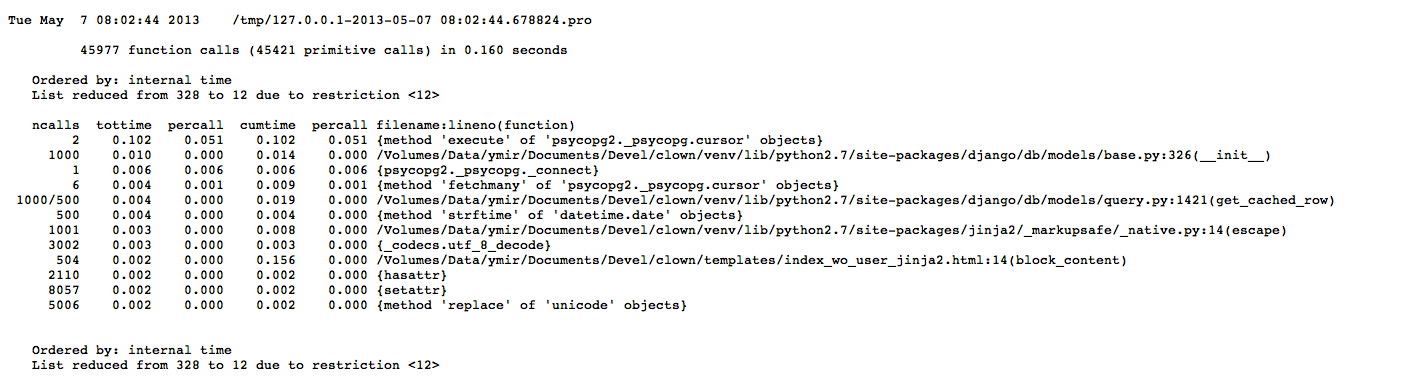 Tue May  7 08:02:44 2013    /tmp/127.0.0.1-2013-05-07 08:02:44.678824.pro
         45977 function calls (45421 primitive calls) in 0.160 seconds
   Ordered by: internal time
   List reduced from 328 to 12 due to restriction <12>
   ncalls  tottime  percall  cumtime  percall filename:lineno(function)
        2    0.102    0.051    0.102    0.051 {method 'execute' of 'psycopg2._psycopg.cursor' objects}
     1000    0.010    0.000    0.014    0.000 /Volumes/Data/ymir/Documents/Devel/clown/venv/lib/python2.7/site-packages/django/db/models/base.py:326(__init__)
        1    0.006    0.006    0.006    0.006 {psycopg2._psycopg._connect}
        6    0.004    0.001    0.009    0.001 {method 'fetchmany' of 'psycopg2._psycopg.cursor' objects}
 1000/500    0.004    0.000    0.019    0.000 /Volumes/Data/ymir/Documents/Devel/clown/venv/lib/python2.7/site-packages/django/db/models/query.py:1421(get_cached_row)
      500    0.004    0.000    0.004    0.000 {method 'strftime' of 'datetime.date' objects}
     1001    0.003    0.000    0.008    0.000 /Volumes/Data/ymir/Documents/Devel/clown/venv/lib/python2.7/site-packages/jinja2/_markupsafe/_native.py:14(escape)
     3002    0.003    0.000    0.003    0.000 {_codecs.utf_8_decode}
      504    0.002    0.000    0.156    0.000 /Volumes/Data/ymir/Documents/Devel/clown/templates/index_wo_user_jinja2.html:14(block_content)
     2110    0.002    0.000    0.002    0.000 {hasattr}
     8057    0.002    0.000    0.002    0.000 {setattr}
     5006    0.002    0.000    0.002    0.000 {method 'replace' of 'unicode' objects}
   Ordered by: internal time
   List reduced from 328 to 12 due to restriction <12>